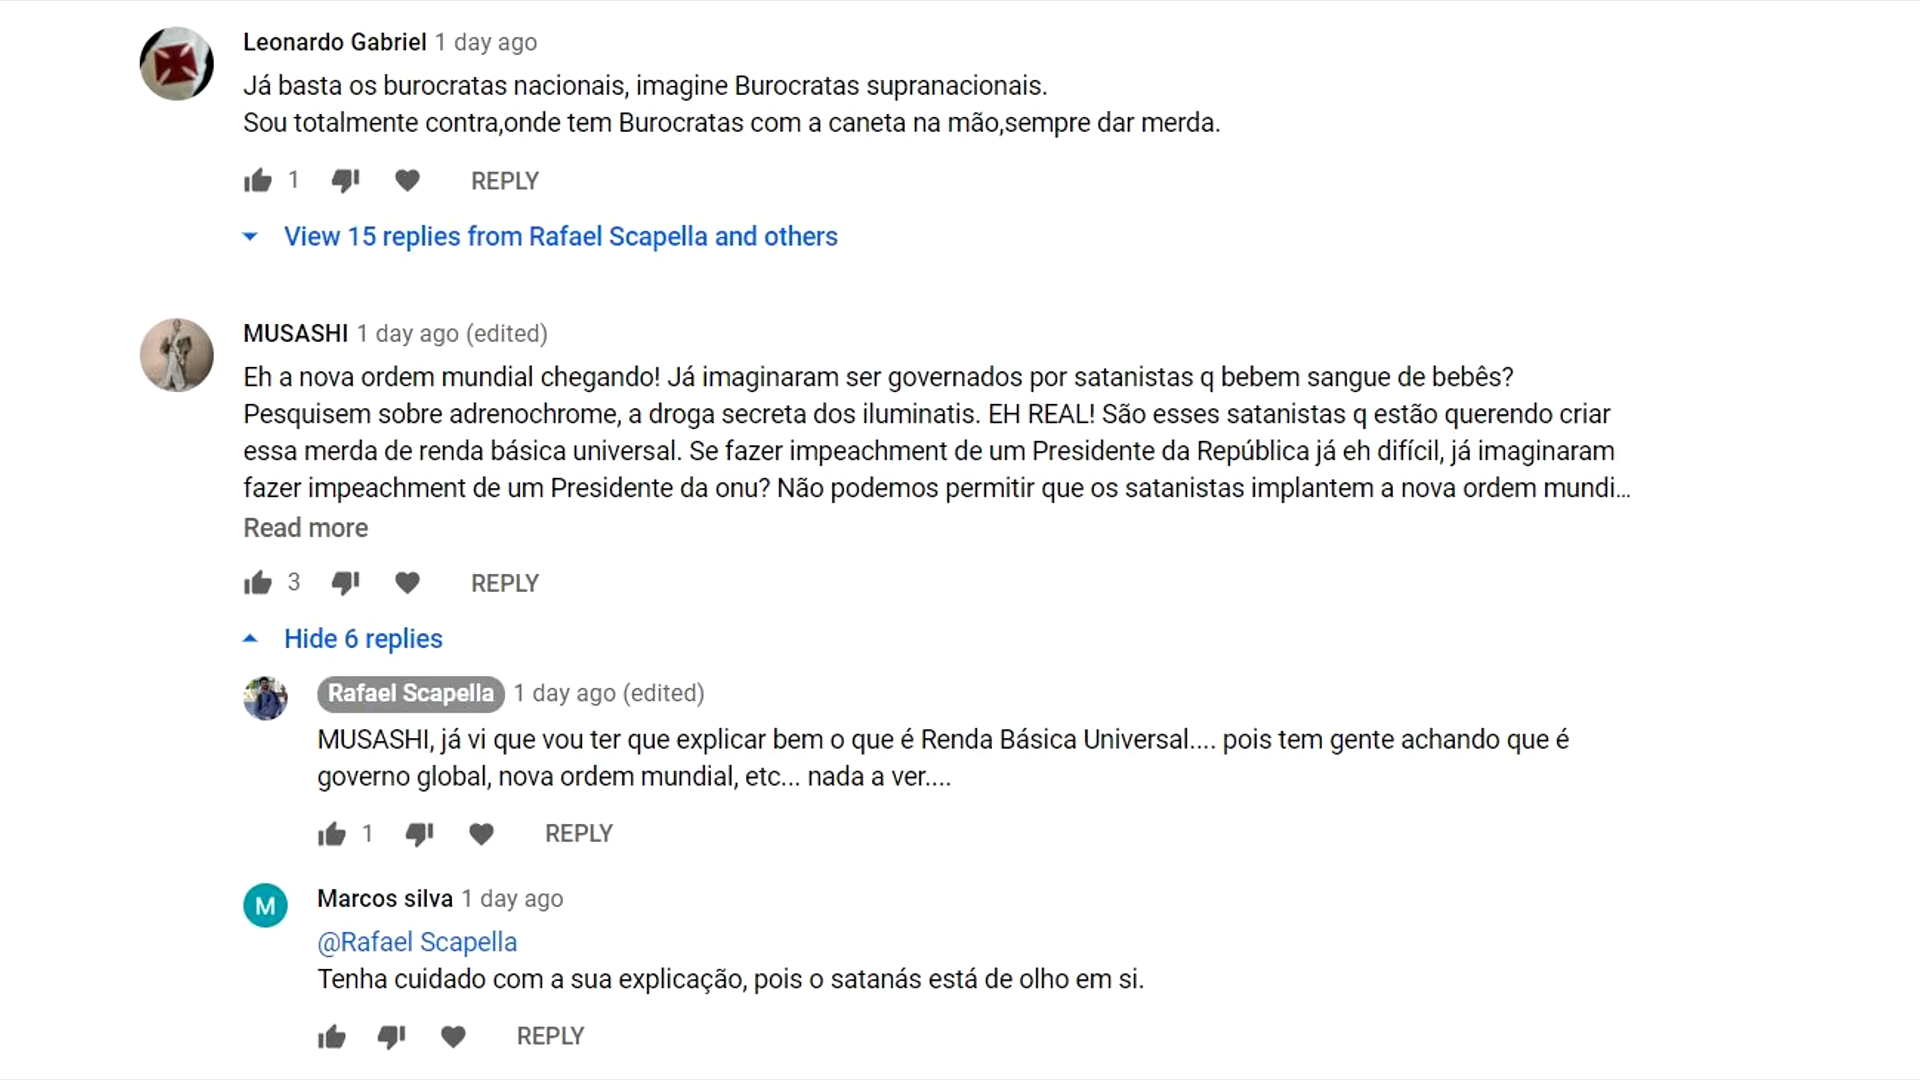 Leonardo Gabriel 1 day ago
Já basta os burocratas nacionais, imagine Burocratas supranacionais.
Sou totalmente contra,onde tem Burocratas com a caneta na mão,sempre dar merda.
1 REPLY
View 15 replies from Rafael Scapella and others
MUSASHI 1 day ago (edited)
Eh a nova ordem mundial chegando! Já imaginaram ser governados por satanistas q bebem sangue de bebês?
Pesquisem sobre adrenochrome, a droga secreta dos iluminatis. EH REAL! São esses satanistas q estão querendo criar
essa merda de renda básica universal. Se fazer impeachment de um Presidente da República já eh difícil, já imaginaram
fazer impeachment de um Presidente da onu? Não podemos permitir que os satanistas implantem a nova ordem mundi...
Read more
3 REPLY
Hide 6 replies
Rafael Scapella 1 day ago (edited)
MUSASHI, já vi que vou ter que explicar bem o que é Renda Básica Universal.... pois tem gente achando que é
governo global, nova ordem mundial, etc... nada a ver....
1 REPLY
M
Marcos silva 1 day ago
@Rafael Scapella
Tenha cuidado com a sua explicação, pois o satanás está de olho em si.
REPLY